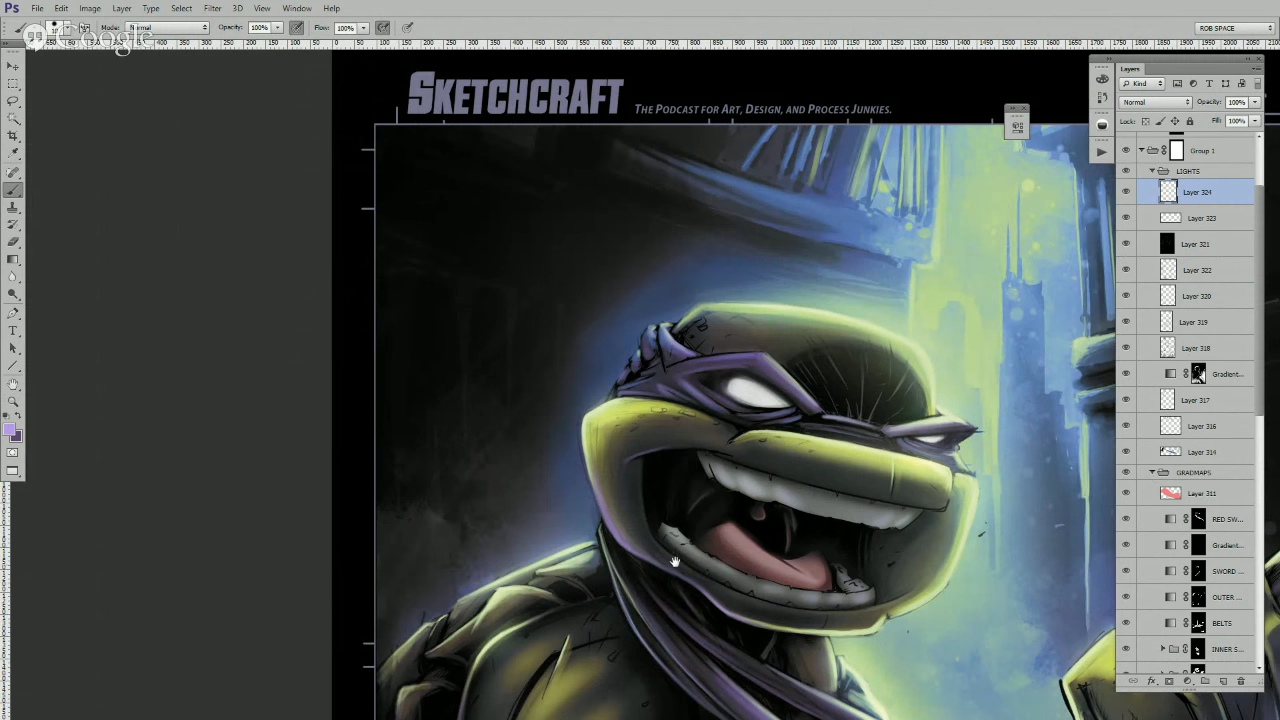 Ps File Edit Image Layer Type Select Filter 3D View Window Help
Mode: Normal Opacity: 100% Flow: 100% ROB SPACE
Google
SKETCHCRAFT
THE PODCAST FOR ART, DESIGN, AND PROCESS JUNKIES.
Layers
Kind
Normal Opacity: 100%
Lock: Fill: 100%
Group 1
LIGHTS
Layer 324
Layer 323
Layer 321
Layer 322
Layer 320
Layer 319
Layer 318
Gradient...
Layer 317
Layer 316
Layer 314
GRADMAPS
Layer 311
RED SW...
Gradient...
SWORD ...
OUTER ...
BELTS
INNER S...